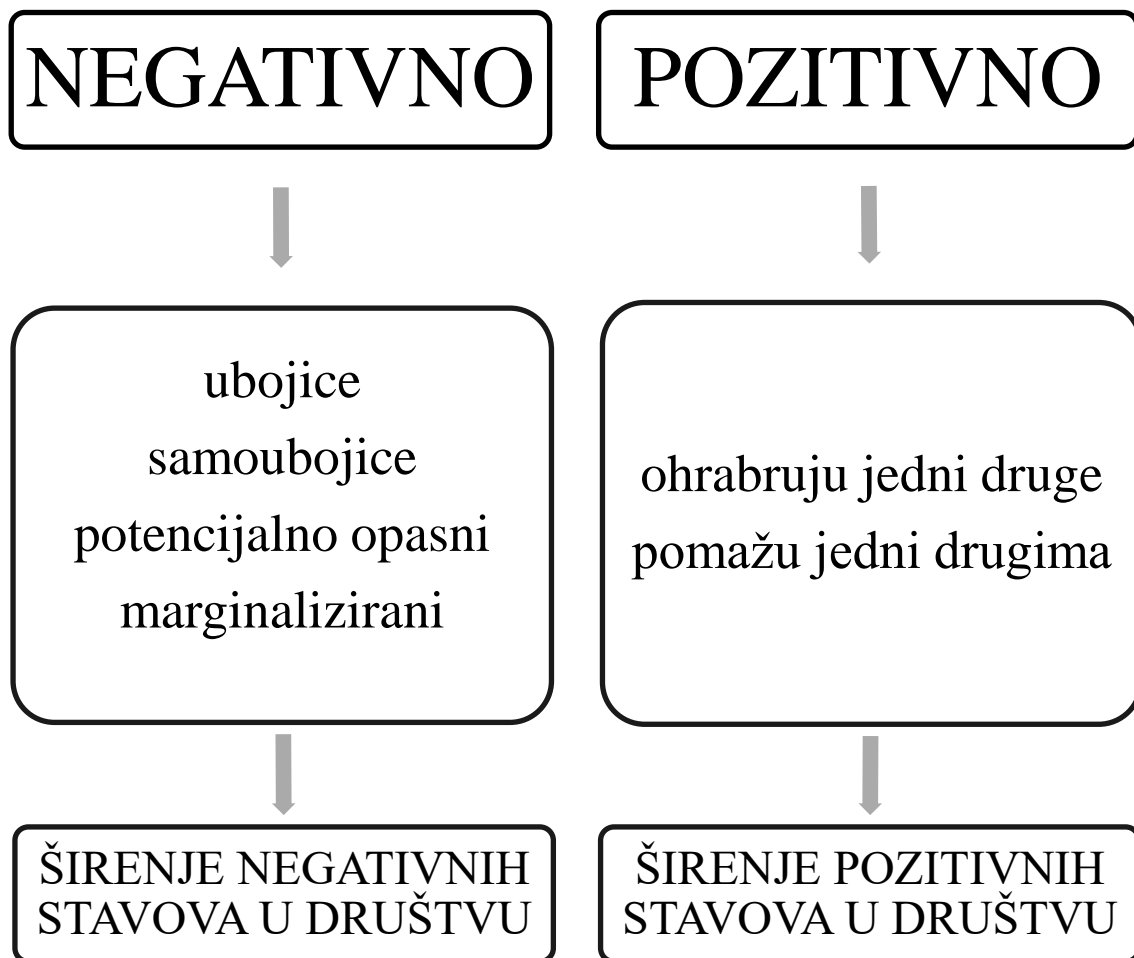 NEGATIVNO
ubojice
samoubojice
potencijalno opasni
marginalizirani
ŠIRENJE NEGATIVNIH
STAVOVA U DRUŠTVU
POZITIVNO
ohrabruju jedni druge
pomažu jedni drugima
ŠIRENJE POZITIVNIH
STAVOVA U DRUŠTVU